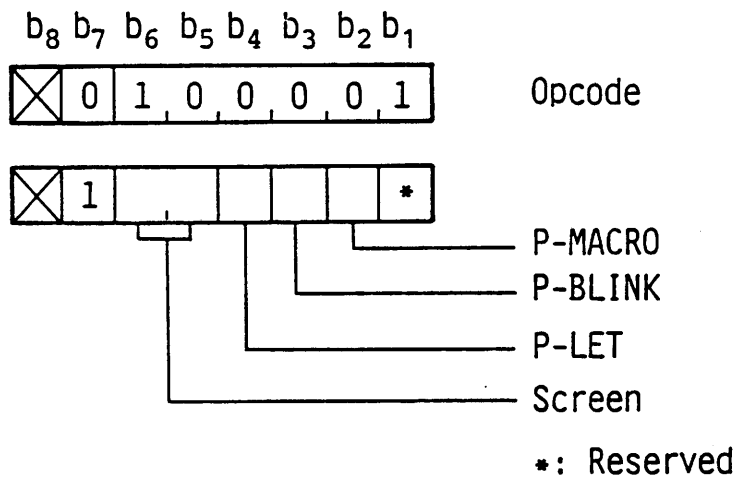 b8 b7 b6 b5 b4 b3 b2 b1
0 1 0 0 0 0 1 Opcode
1 *
P-MACRO
P-BLINK
P-LET
Screen
*: Reserved